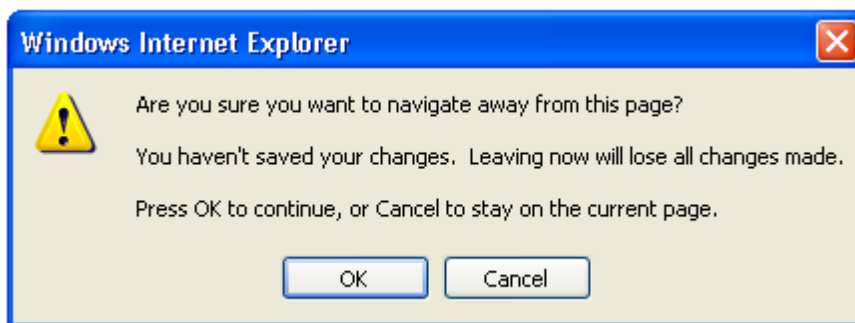 Windows Internet Explorer
Are you sure you want to navigate away from this page?
You haven't saved your changes.  Leaving now will lose all changes made.
Press OK to continue, or Cancel to stay on the current page.
OK
Cancel